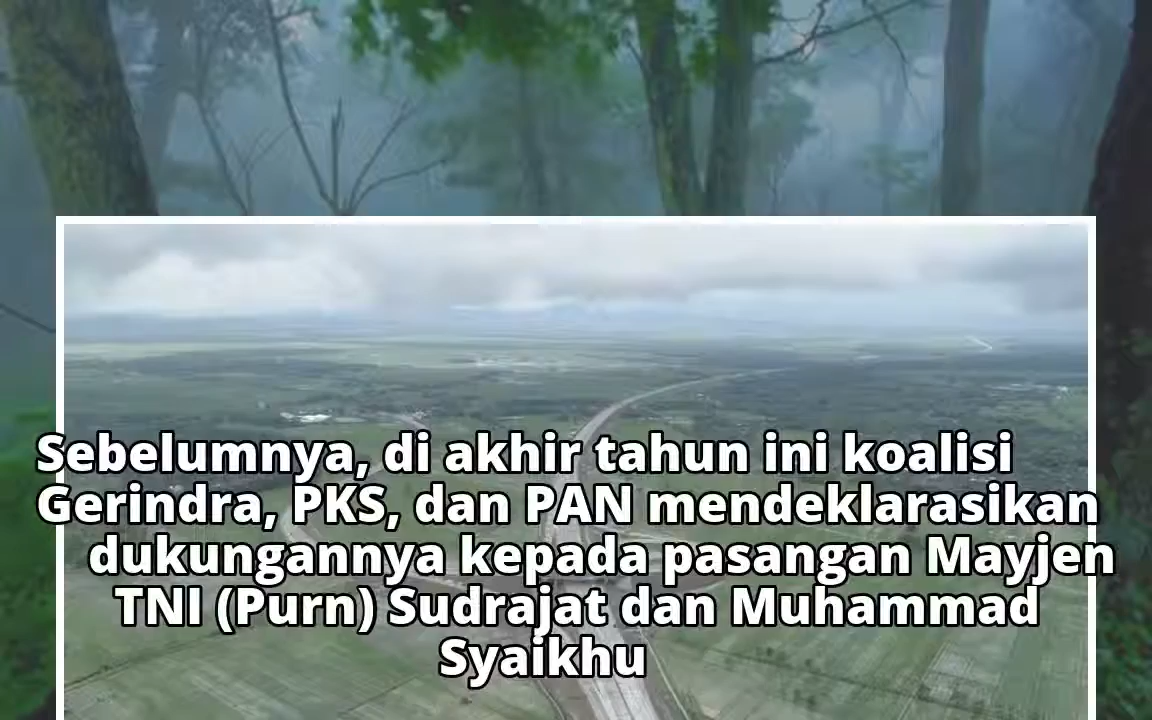 Sebelumnya, di akhir tahun ini koalisi
Gerindra, PKS, dan PAN mendeklarasikan
dukungannya kepada pasangan Mayjen
TNI (Purn) Sudrajat dan Muhammad
Syaikhu